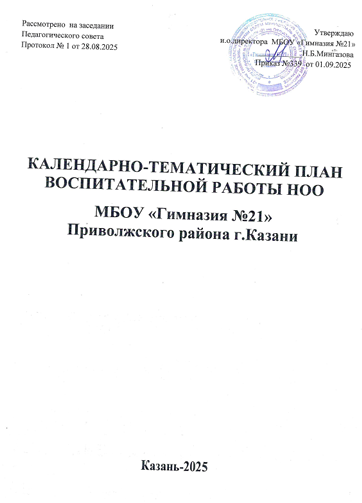 Рассмотрено на заседании
Педагогического совета
Протокол № 1 от 28.08.2025
Утверждаю
и.о.директора МБОУ «Гимназия №21»
Н.Б.Мингазова
Приказ №339 от 01.09.2025
КАЛЕНДАРНО-ТЕМАТИЧЕСКИЙ ПЛАН
ВОСПИТАТЕЛЬНОЙ РАБОТЫ НОО
МБОУ «Гимназия №21»
Приволжского района г.Казани
Казань-2025